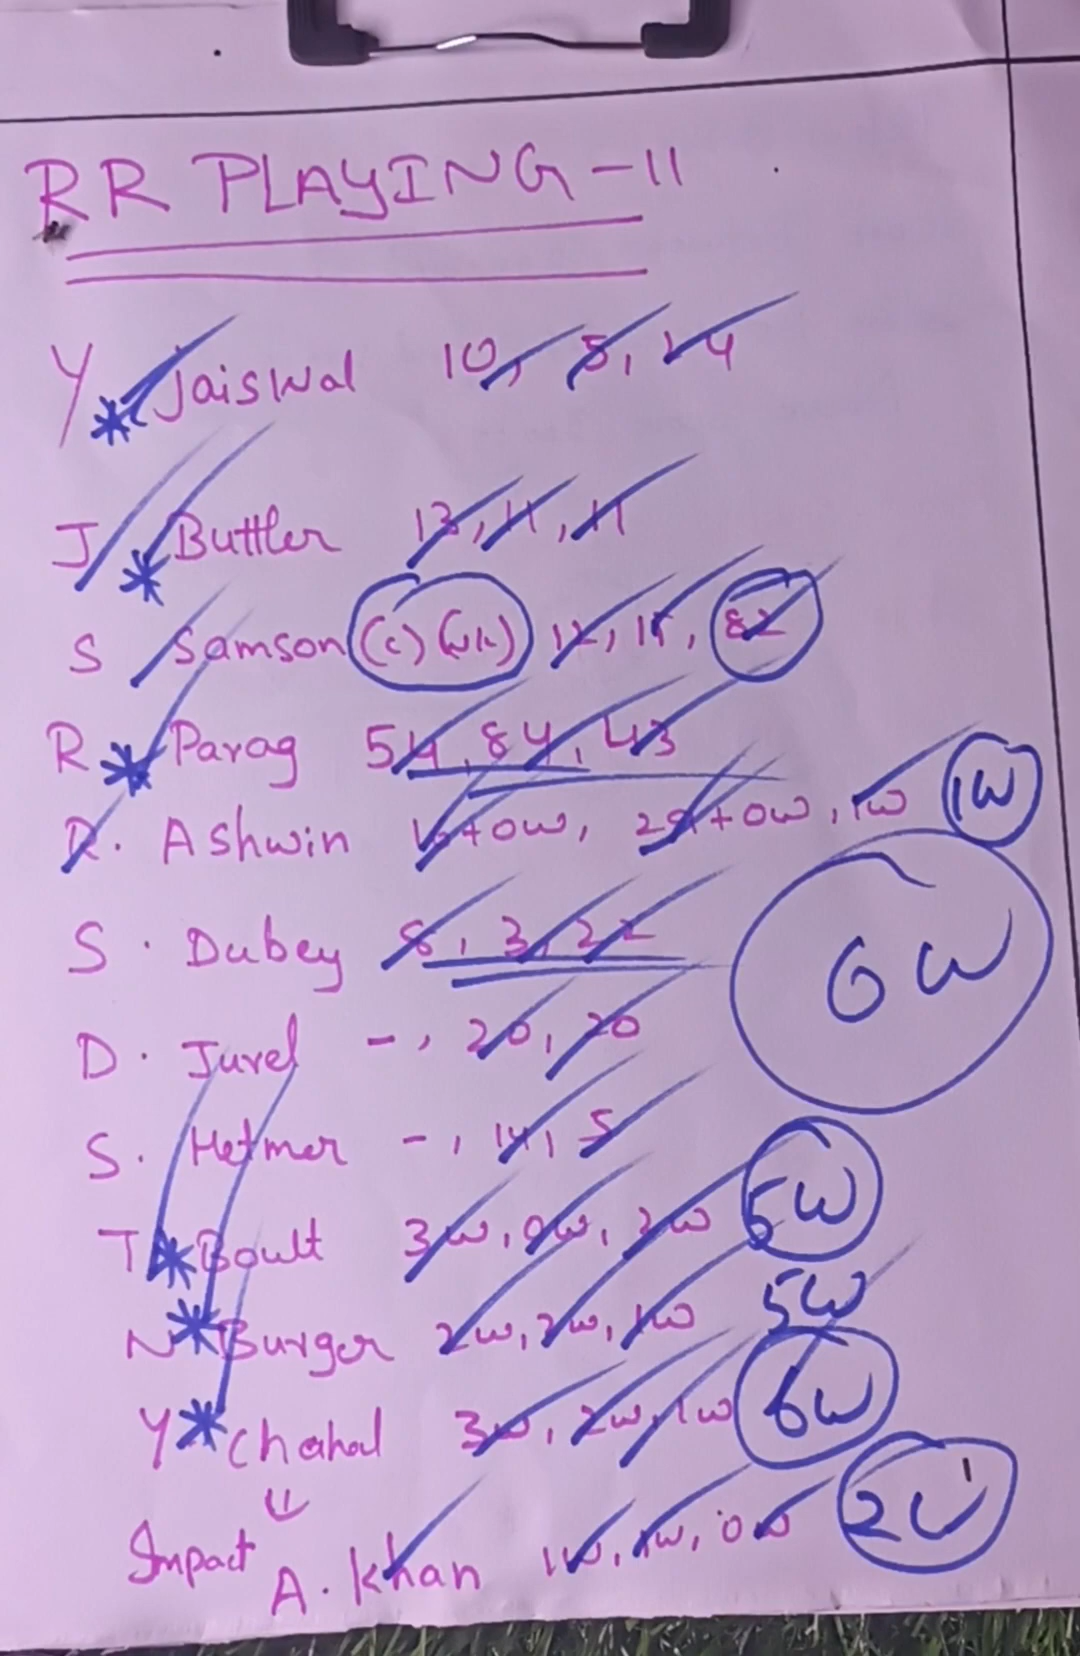 RR PLAYING-11
Y Jaiswal 10, 5, 24
J Buttler 13, 11, 11
S Samson (c) (wk) 12, 15, 82
R Parag 54, 84, 43
R. Ashwin +0w, 29+0w, 1w 1W
S. Dubey 8, 3, 22
6W
D. Jurel -, 20, 20
S. Hetmer -, 14, 5
T Boult 3w, 0w, 2w 5W
N Burger 2w, 2w, 1w 5W
Y Chahal 3w, 2w, 1w 6W
Impact A. Khan 1w, 1w, 0w 2W